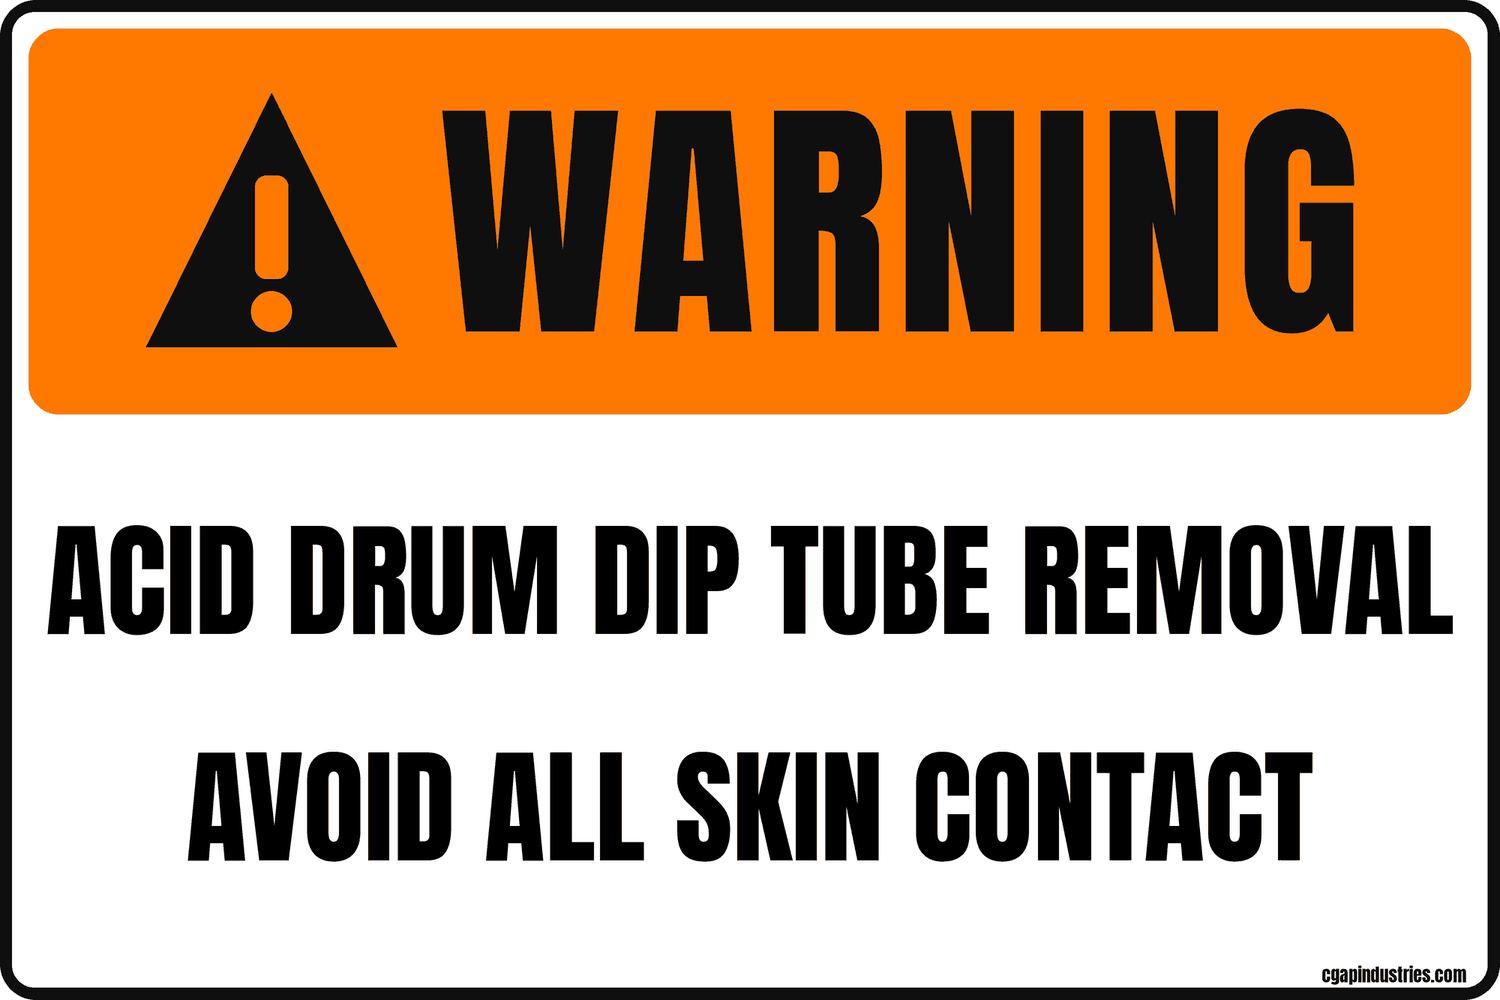 WARNING
ACID DRUM DIP TUBE REMOVAL
AVOID ALL SKIN CONTACT
cgapindustries.com